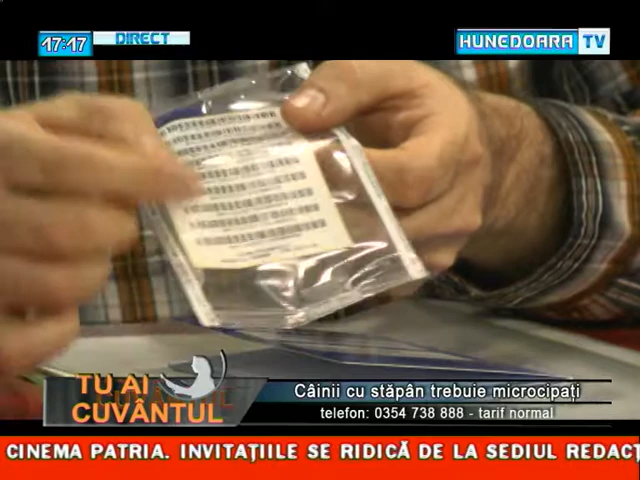 17:17 DIRECT
HUNEDOARA TV
TU AI
CUVÂNTUL
Câinii cu stăpân trebuie microcipați
telefon: 0354 738 888 - tarif normal
CINEMA PATRIA. INVITAȚIILE SE RIDICĂ DE LA SEDIUL REDACȚ